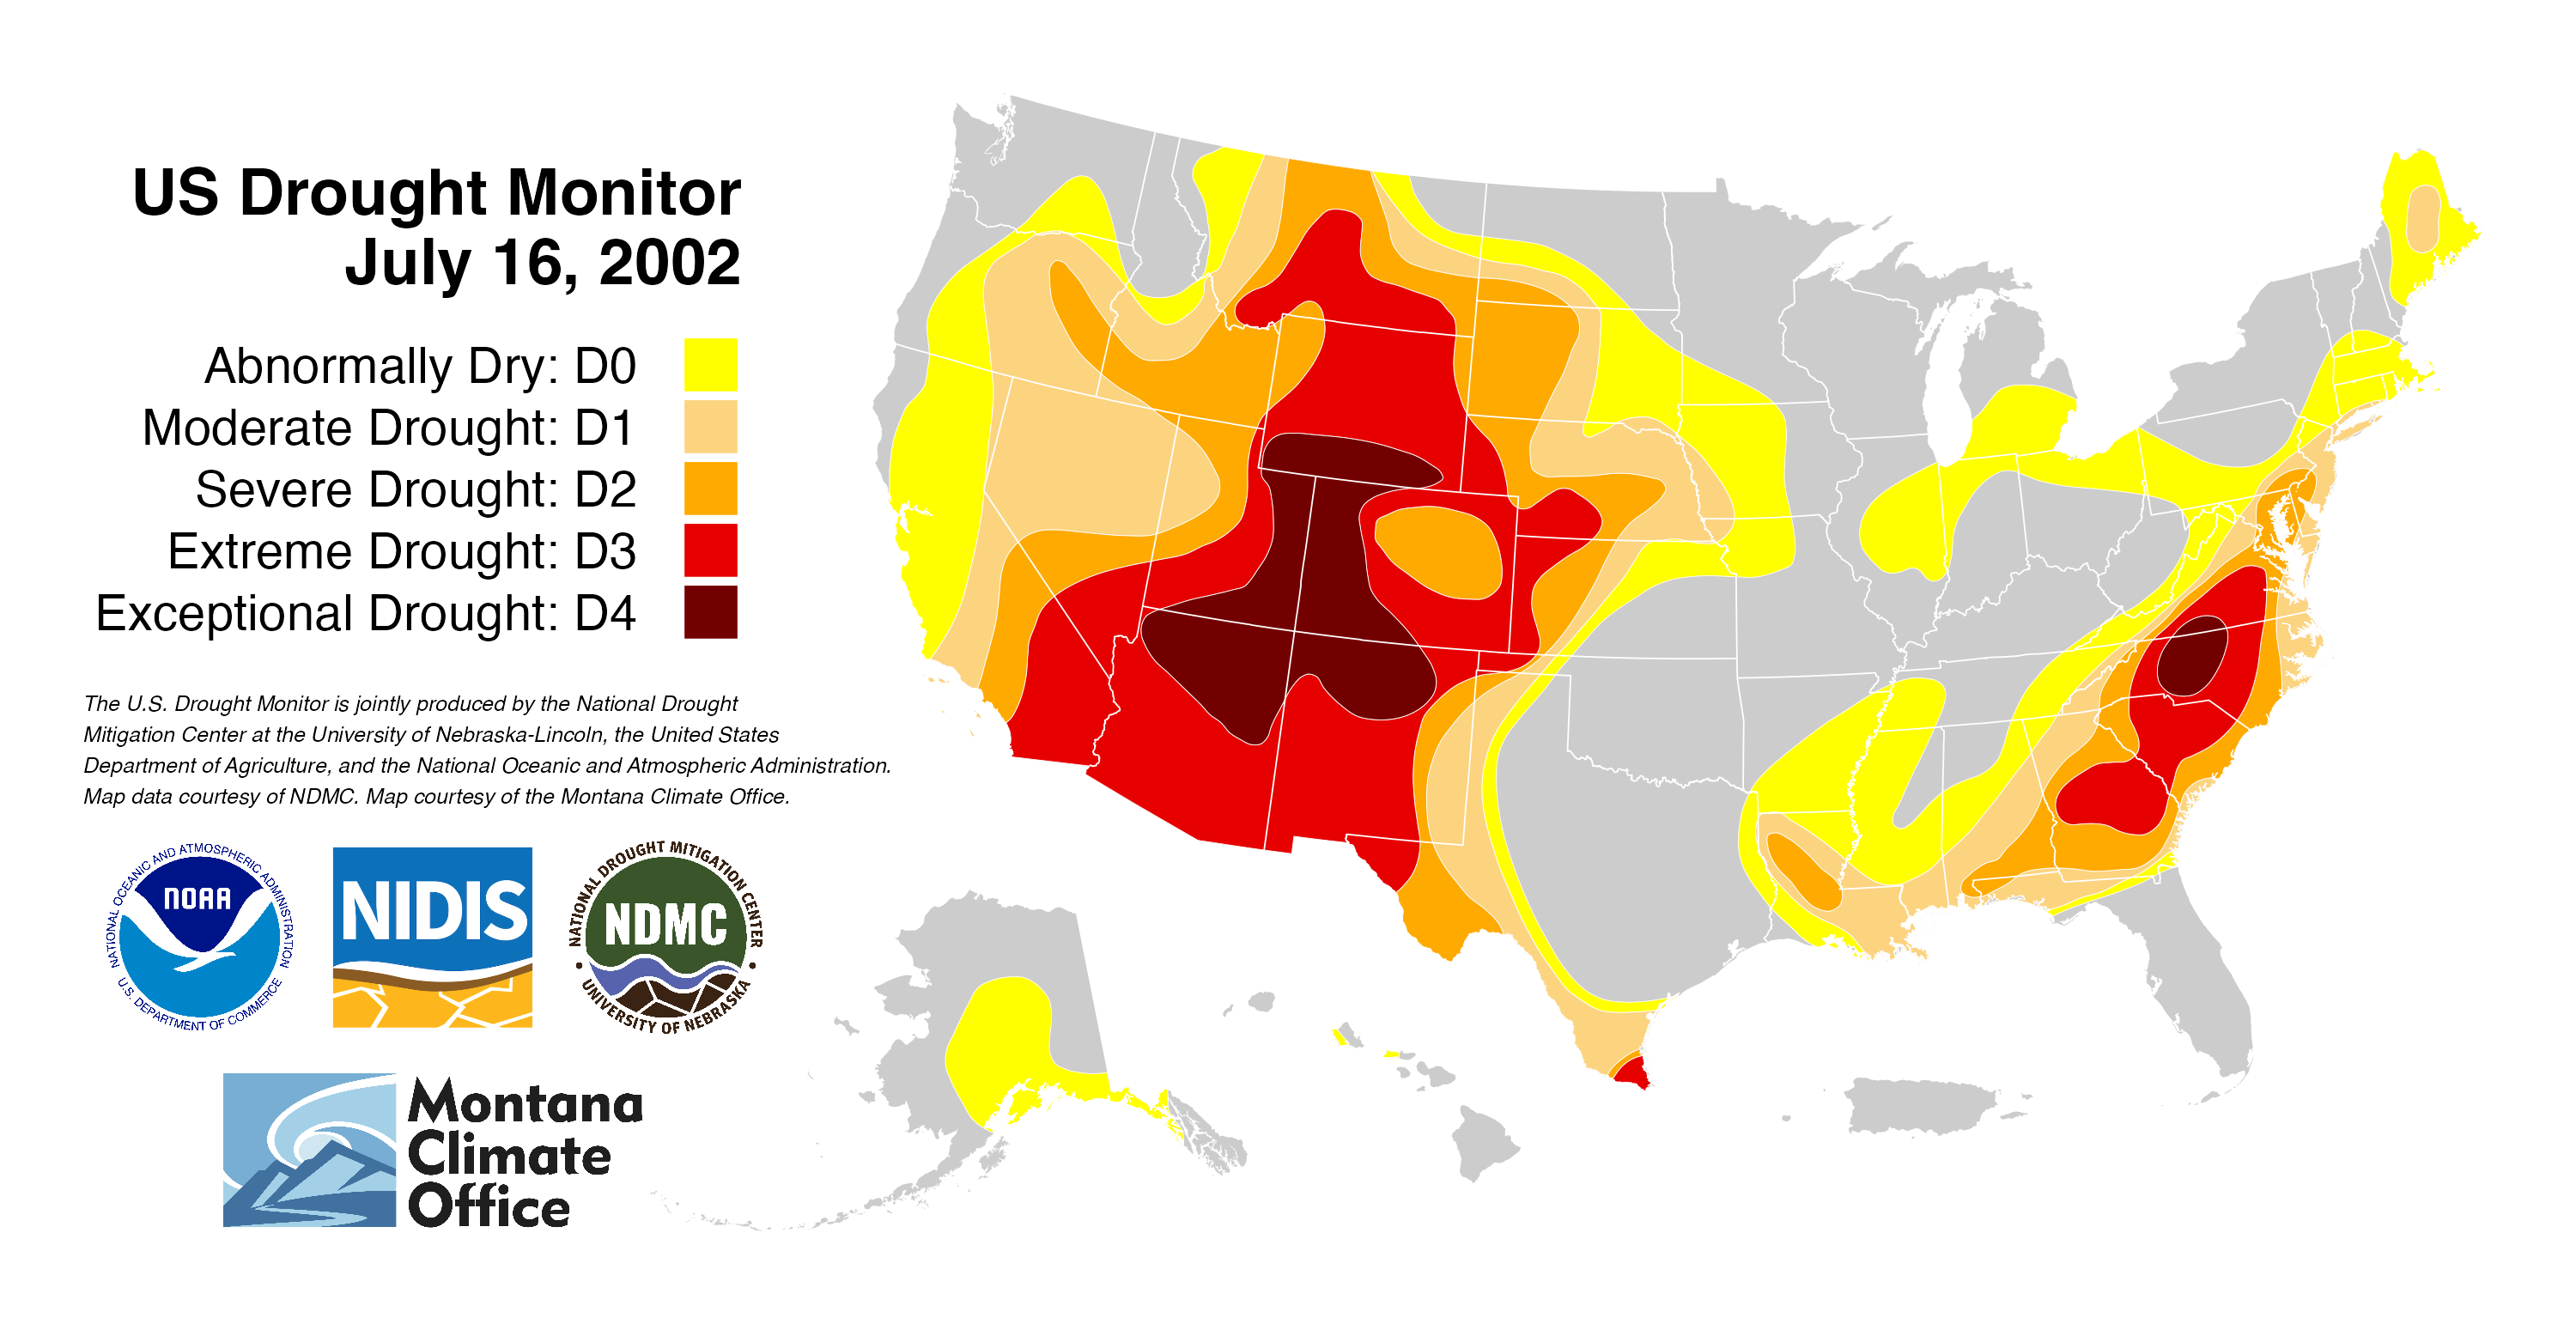 US Drought Monitor
July 16, 2002
Abnormally Dry: D0
Moderate Drought: D1
Severe Drought: D2
Extreme Drought: D3
Exceptional Drought: D4
The U.S. Drought Monitor is jointly produced by the National Drought
Mitigation Center at the University of Nebraska-Lincoln, the United States
Department of Agriculture, and the National Oceanic and Atmospheric Administration.
Map data courtesy of NDMC. Map courtesy of the Montana Climate Office.
NATIONAL OCEANIC AND ATMOSPHERIC ADMINISTRATION
NOAA
U.S. DEPARTMENT OF COMMERCE
NIDIS
NATIONAL DROUGHT MITIGATION CENTER
NDMC
UNIVERSITY OF NEBRASKA
Montana
Climate
Office